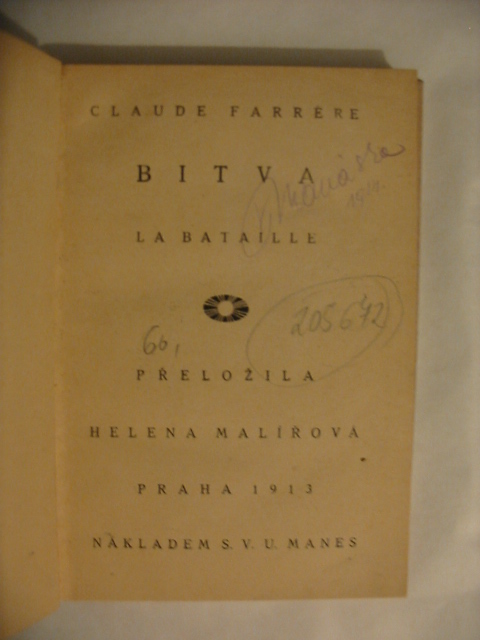 CLAUDE FARRÈRE
BITVA
LA BATAILLE
205672
60,
PŘELOŽILA
HELENA MALÍŘOVÁ
PRAHA 1913
NÁKLADEM S. V. U. MANES